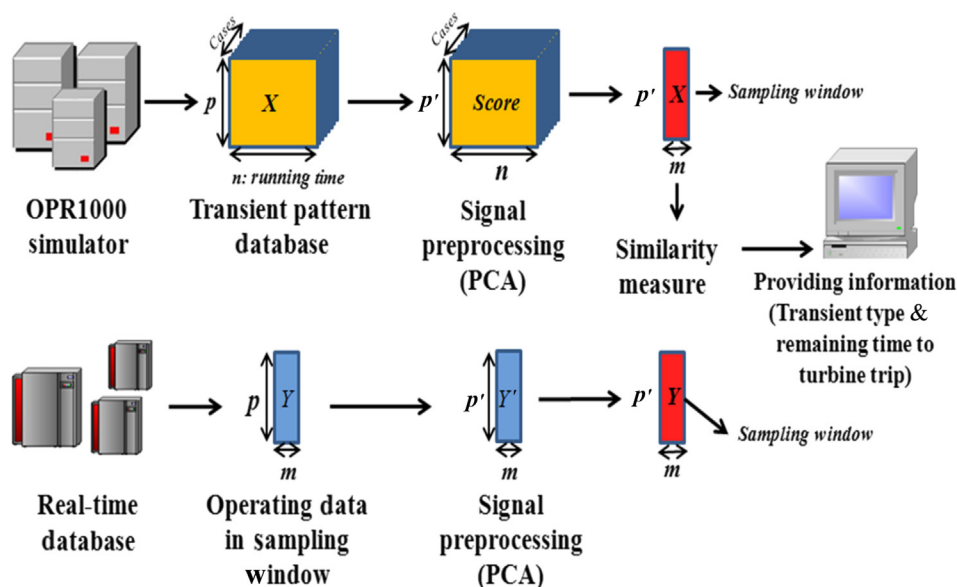 Cases
p
X
n: running time
OPR1000
simulator
Transient pattern
database
Cases
p'
Score
n
Signal
preprocessing
(PCA)
p'
X
Sampling window
m
Similarity
measure
Providing information
(Transient type &
remaining time to
turbine trip)
p
Y
m
Real-time
database
Operating data
in sampling
window
p'
Y'
m
Signal
preprocessing
(PCA)
p'
Y
m
Sampling window